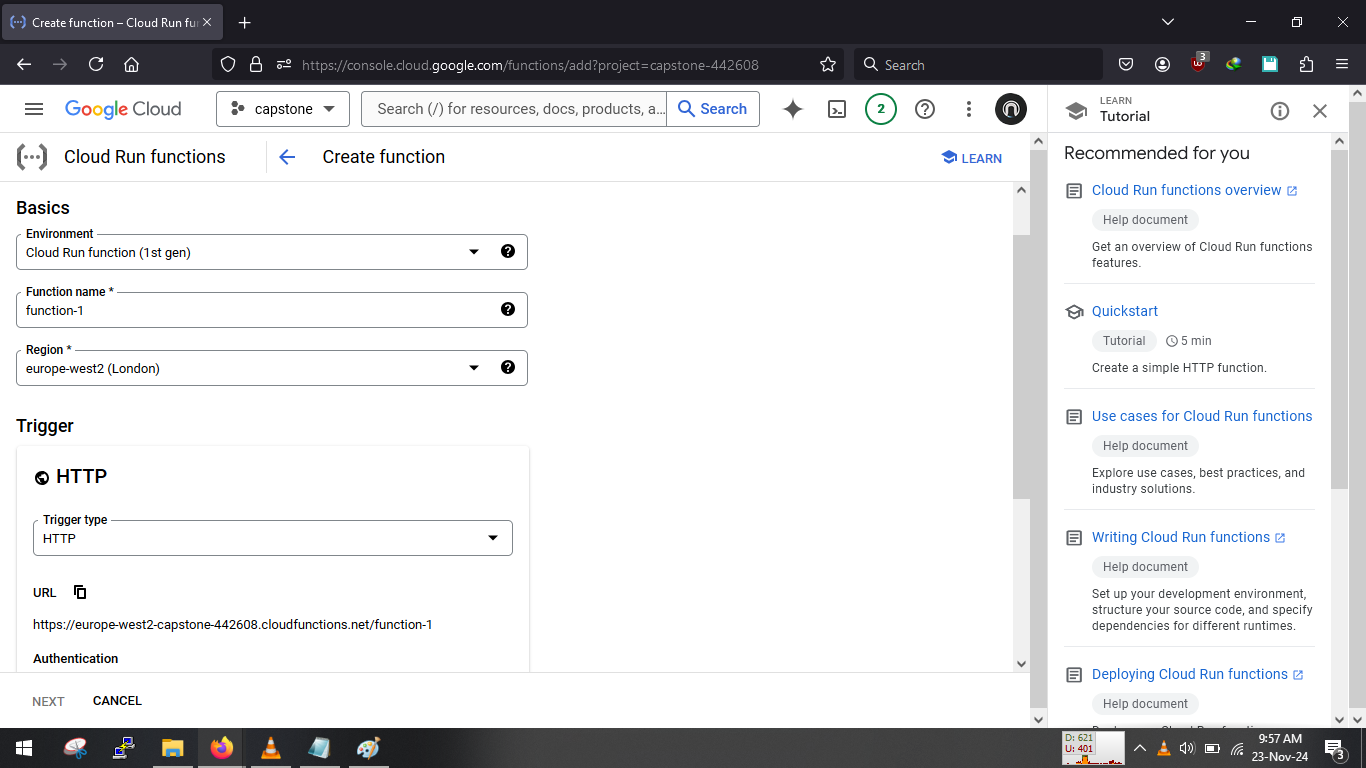 Create function – Cloud Run fu
https://console.cloud.google.com/functions/add?project=capstone-442608
Search
3
Google Cloud
capstone
Search (/) for resources, docs, products, a...
Search
2
LEARN
Tutorial
Cloud Run functions
Create function
LEARN
Basics
Environment
Cloud Run function (1st gen)
Function name *
function-1
Region *
europe-west2 (London)
Trigger
HTTP
Trigger type
HTTP
URL
https://europe-west2-capstone-442608.cloudfunctions.net/function-1
Authentication
NEXT
CANCEL
Recommended for you
Cloud Run functions overview
Help document
Get an overview of Cloud Run functions
features.
Quickstart
Tutorial
5 min
Create a simple HTTP function.
Use cases for Cloud Run functions
Help document
Explore use cases, best practices, and
industry solutions.
Writing Cloud Run functions
Help document
Set up your development environment,
structure your source code, and specify
dependencies for different runtimes.
Deploying Cloud Run functions
Help document
D: 621
U: 401
9:57 AM
23-Nov-24
3